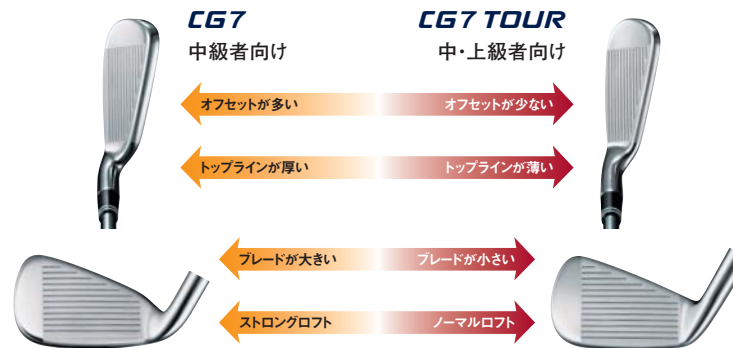 CG7
中級者向け
CG7 TOUR
中・上級者向け
オフセットが多い
オフセットが少ない
トップラインが厚い
トップラインが薄い
ブレードが大きい
ブレードが小さい
ストロングロフト
ノーマルロフト